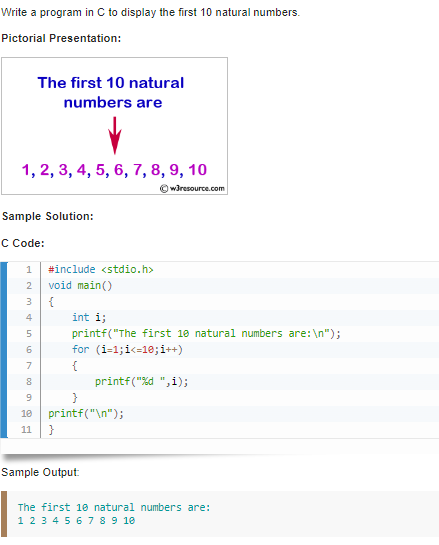 Write a program in C to display the first 10 natural numbers.
Pictorial Presentation:
The first 10 natural
numbers are
1, 2, 3, 4, 5, 6, 7, 8, 9, 10
© w3resource.com
Sample Solution:
C Code:
1 #include <stdio.h>
2 void main()
3 {
4     int i;
5     printf("The first 10 natural numbers are:\n");
6     for (i=1;i<=10;i++)
7     {
8         printf("%d ",i);
9     }
10 printf("\n");
11 }
Sample Output:
The first 10 natural numbers are:
1 2 3 4 5 6 7 8 9 10